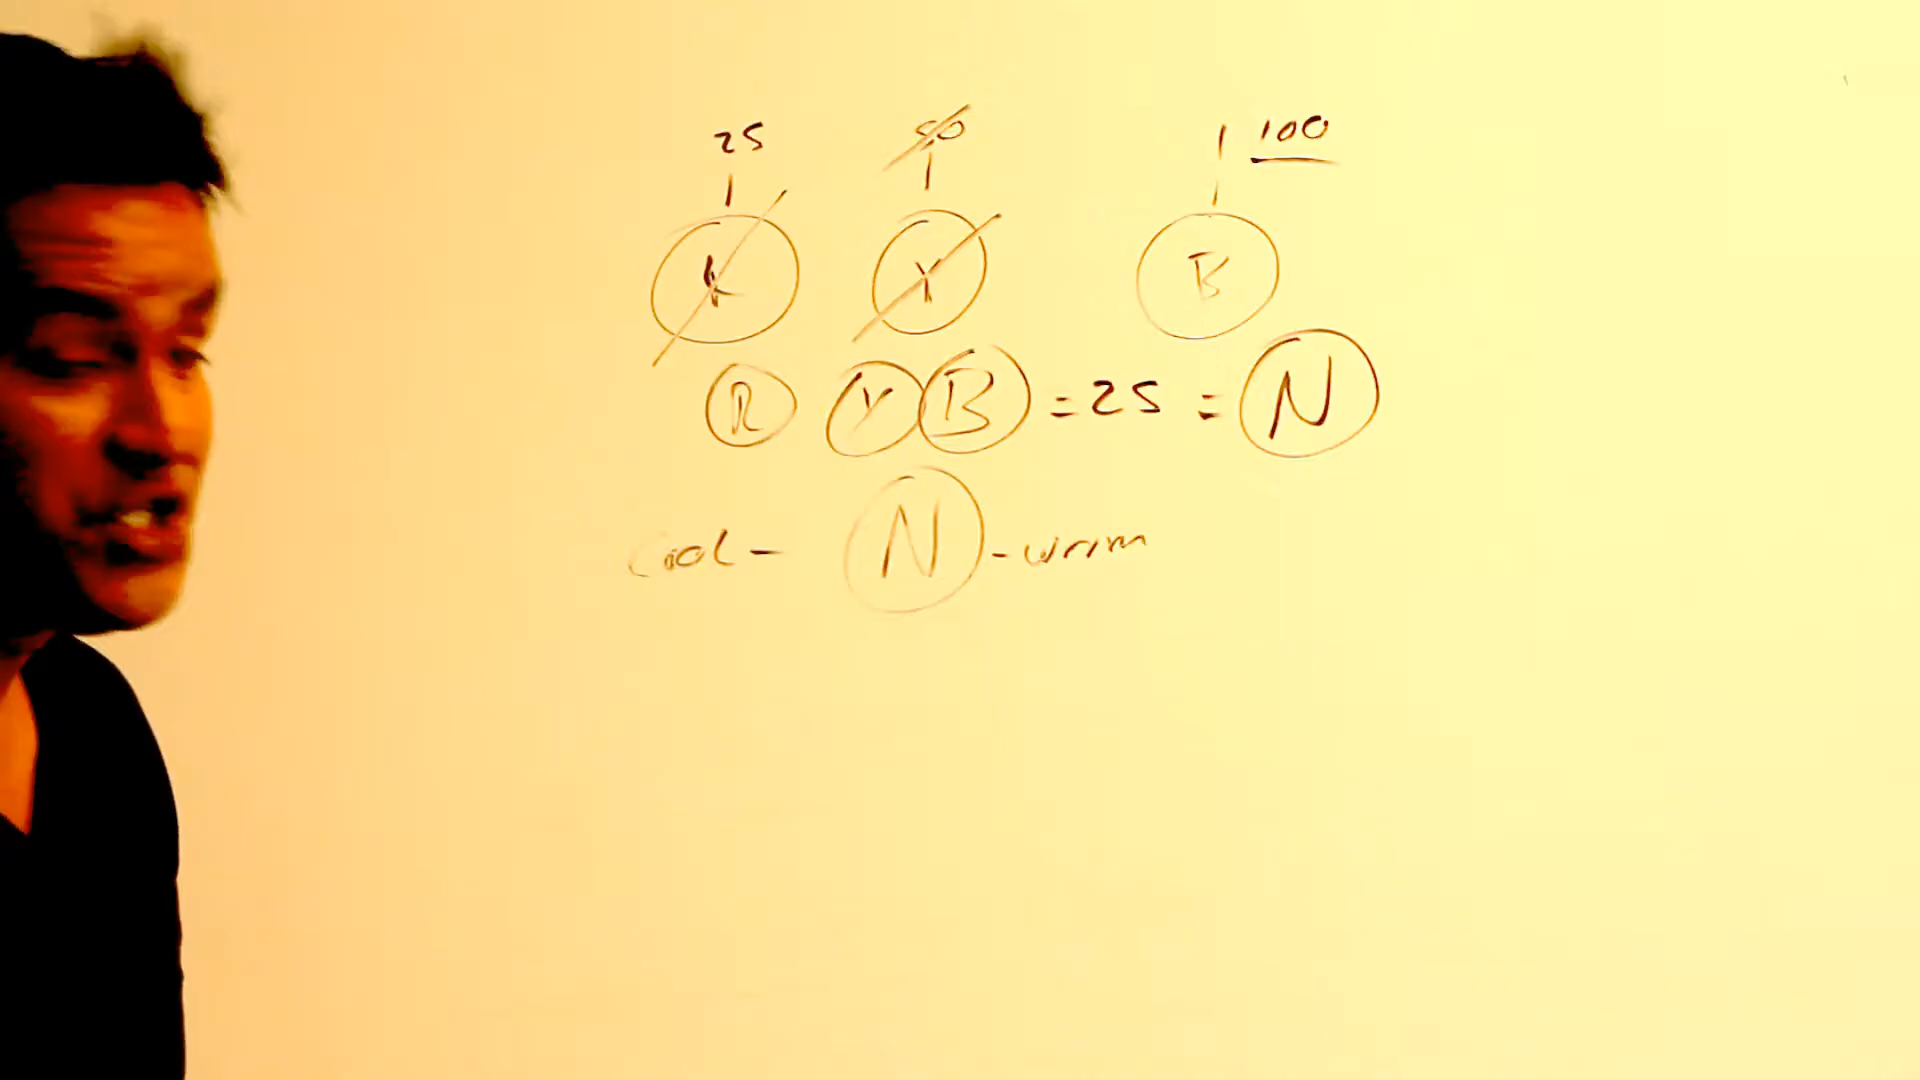 25 50 100
R Y B
R Y B = 25 = N
Cool - N - warm